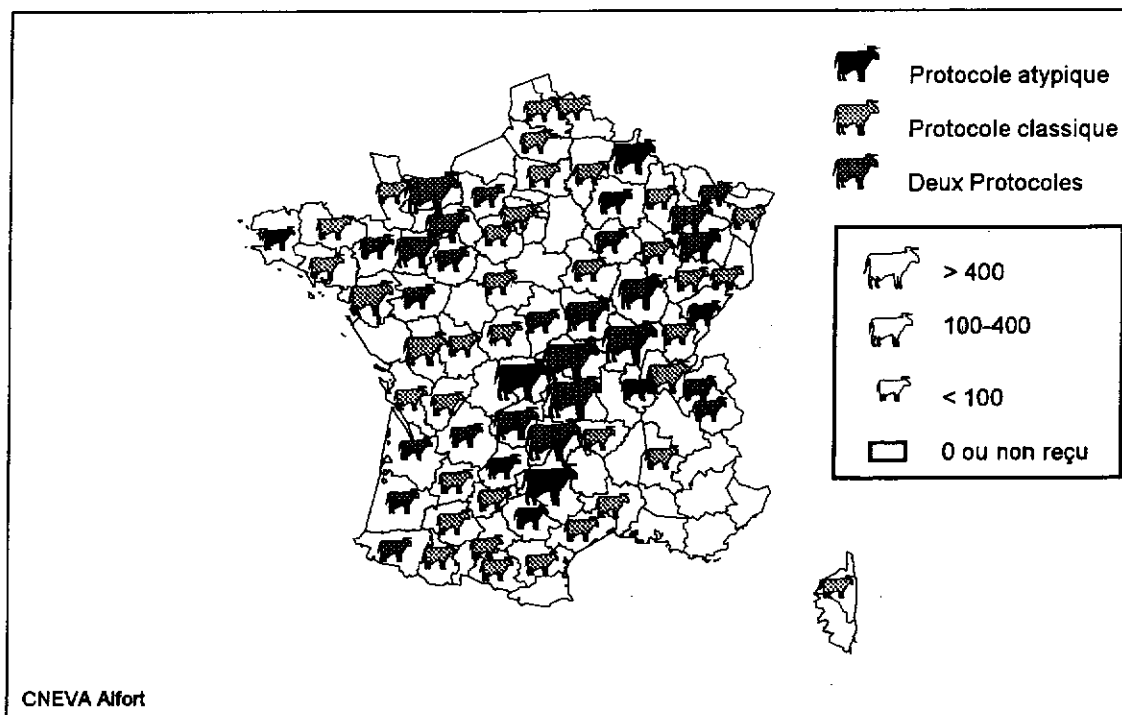 Protocole atypique
Protocole classique
Deux Protocoles
> 400
100-400
< 100
0 ou non reçu
CNEVA Alfort